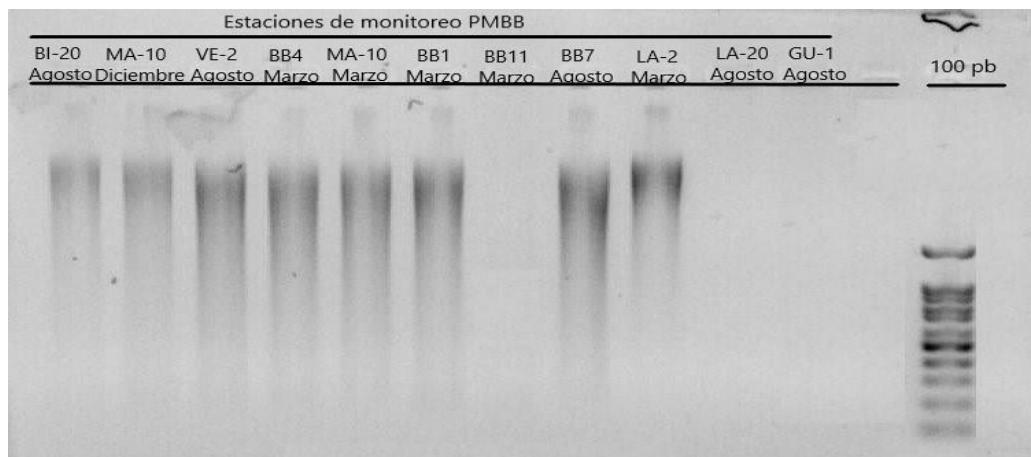 Estaciones de monitoreo PMBB
BI-20 MA-10 VE-2 BB4 MA-10 BB1 BB11 BB7 LA-2 LA-20 GU-1
Agosto Diciembre Agosto Marzo Marzo Marzo Marzo Agosto Marzo Agosto Agosto
100 pb